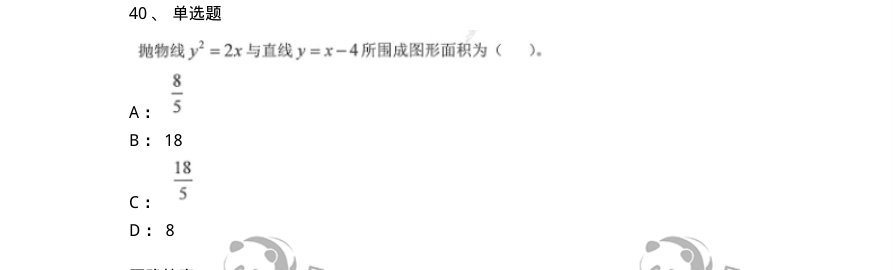 40、 单选题
抛物线 y² = 2x 与直线 y = x − 4 所围成图形面积为（ ）。
A： 8/5
B： 18
C： 18/5
D： 8